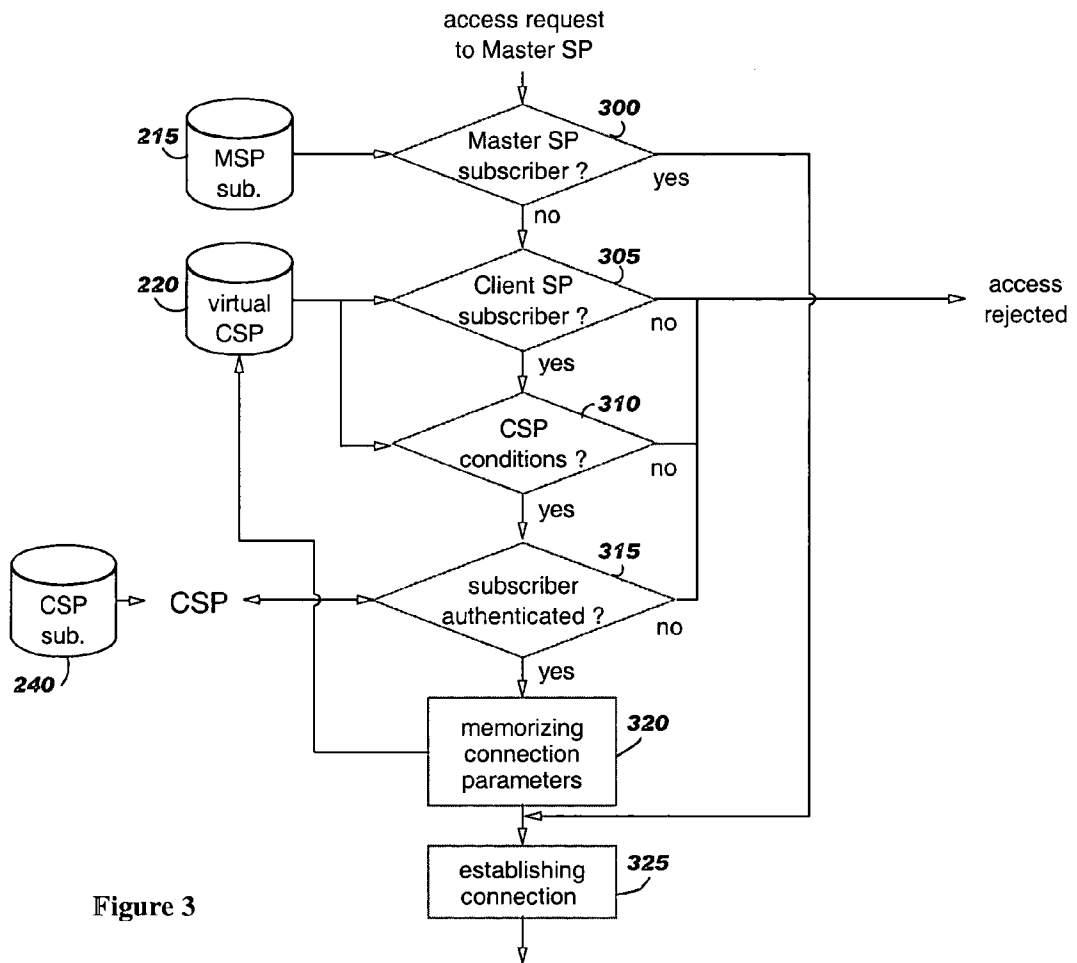 access request
to Master SP
300
215
MSP
sub.
Master SP
subscriber ?
yes
no
305
220
virtual
CSP
Client SP
subscriber ?
no
access
rejected
yes
310
CSP
conditions ?
no
yes
315
CSP
sub.
CSP
subscriber
authenticated ?
no
240
yes
320
memorizing
connection
parameters
325
establishing
connection
Figure 3